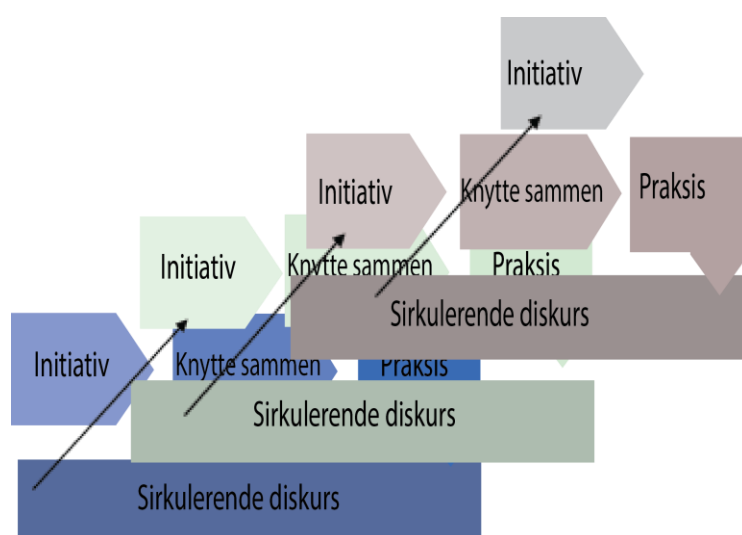 Initiativ
Initiativ
Knytte sammen
Praksis
Initiativ
Knytte sammen
Praksis
Sirkulerende diskurs
Initiativ
Knytte sammen
Praksis
Sirkulerende diskurs
Sirkulerende diskurs